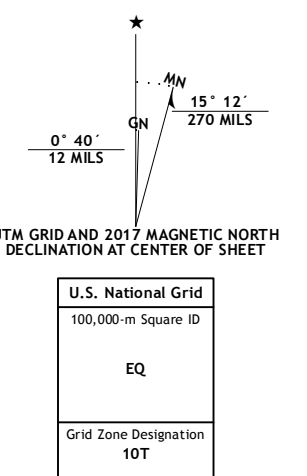 ★
MN
15° 12´
270 MILS
GN
0° 40´
12 MILS
UTM GRID AND 2017 MAGNETIC NORTH
DECLINATION AT CENTER OF SHEET
U.S. National Grid
100,000-m Square ID
EQ
Grid Zone Designation
10T